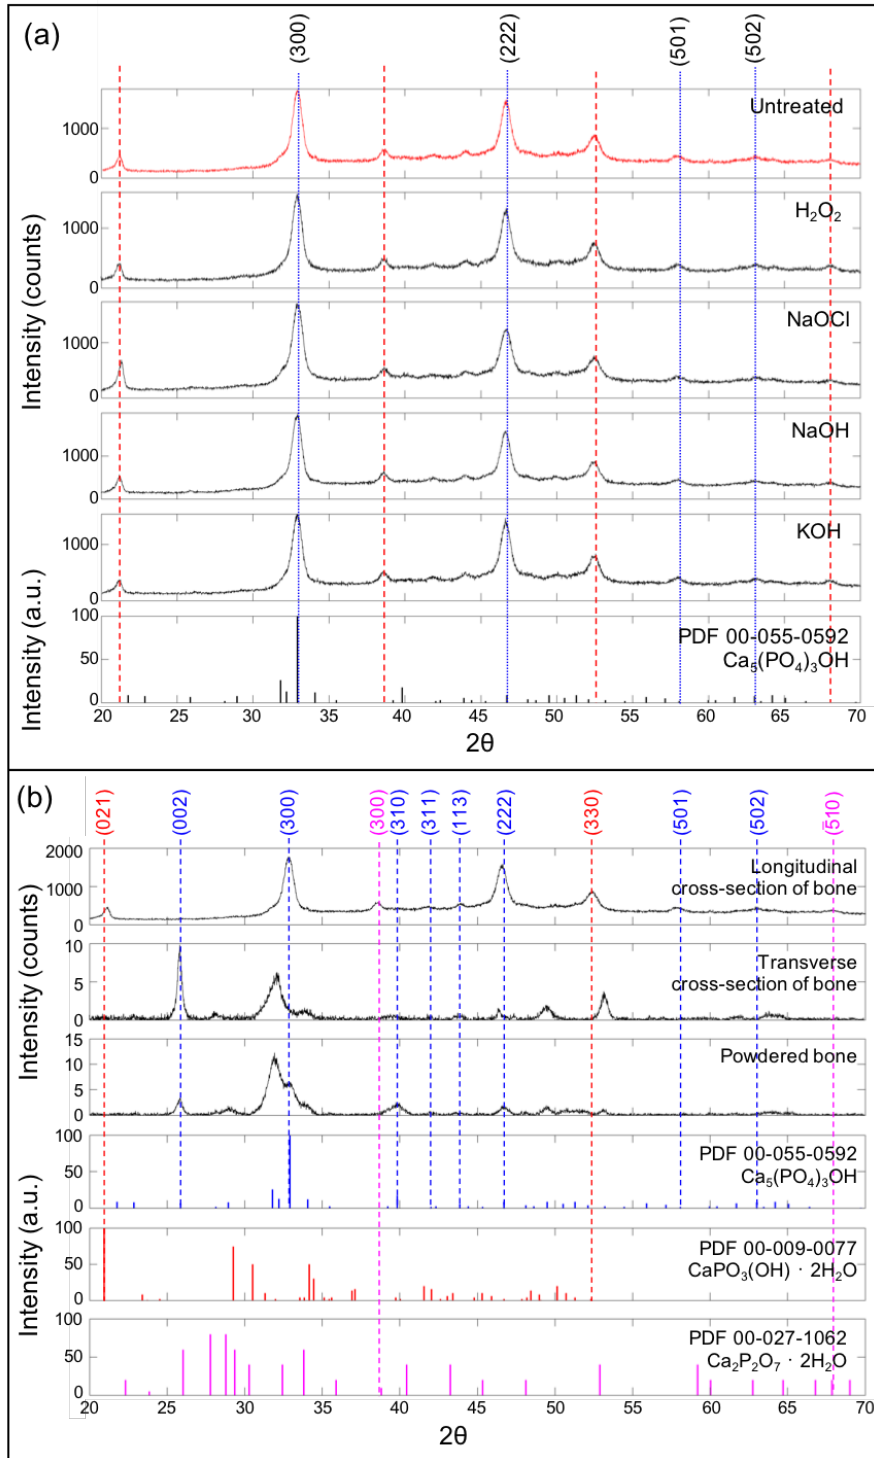 (a)
(300)
(222)
(501)
(502)
Untreated
1000
0
H₂O₂
1000
0
NaOCl
1000
0
NaOH
1000
0
KOH
1000
0
PDF 00-055-0592
Ca₅(PO₄)₃OH
100
50
0
Intensity (counts)
Intensity (a.u.)
20 25 30 35 40 45 50 55 60 65 70
2θ
(b)
(021)
(002)
(300)
(300)
(310)
(311)
(113)
(222)
(330)
(501)
(502)
(5̄10)
2000
1000
0
Longitudinal
cross-section of bone
10
5
0
Transverse
cross-section of bone
15
10
5
0
Powdered bone
100
50
0
PDF 00-055-0592
Ca₅(PO₄)₃OH
100
50
0
PDF 00-009-0077
CaPO₃(OH) · 2H₂O
100
50
0
PDF 00-027-1062
Ca₂P₂O₇ · 2H₂O
Intensity (counts)
Intensity (a.u.)
20 25 30 35 40 45 50 55 60 65 70
2θ